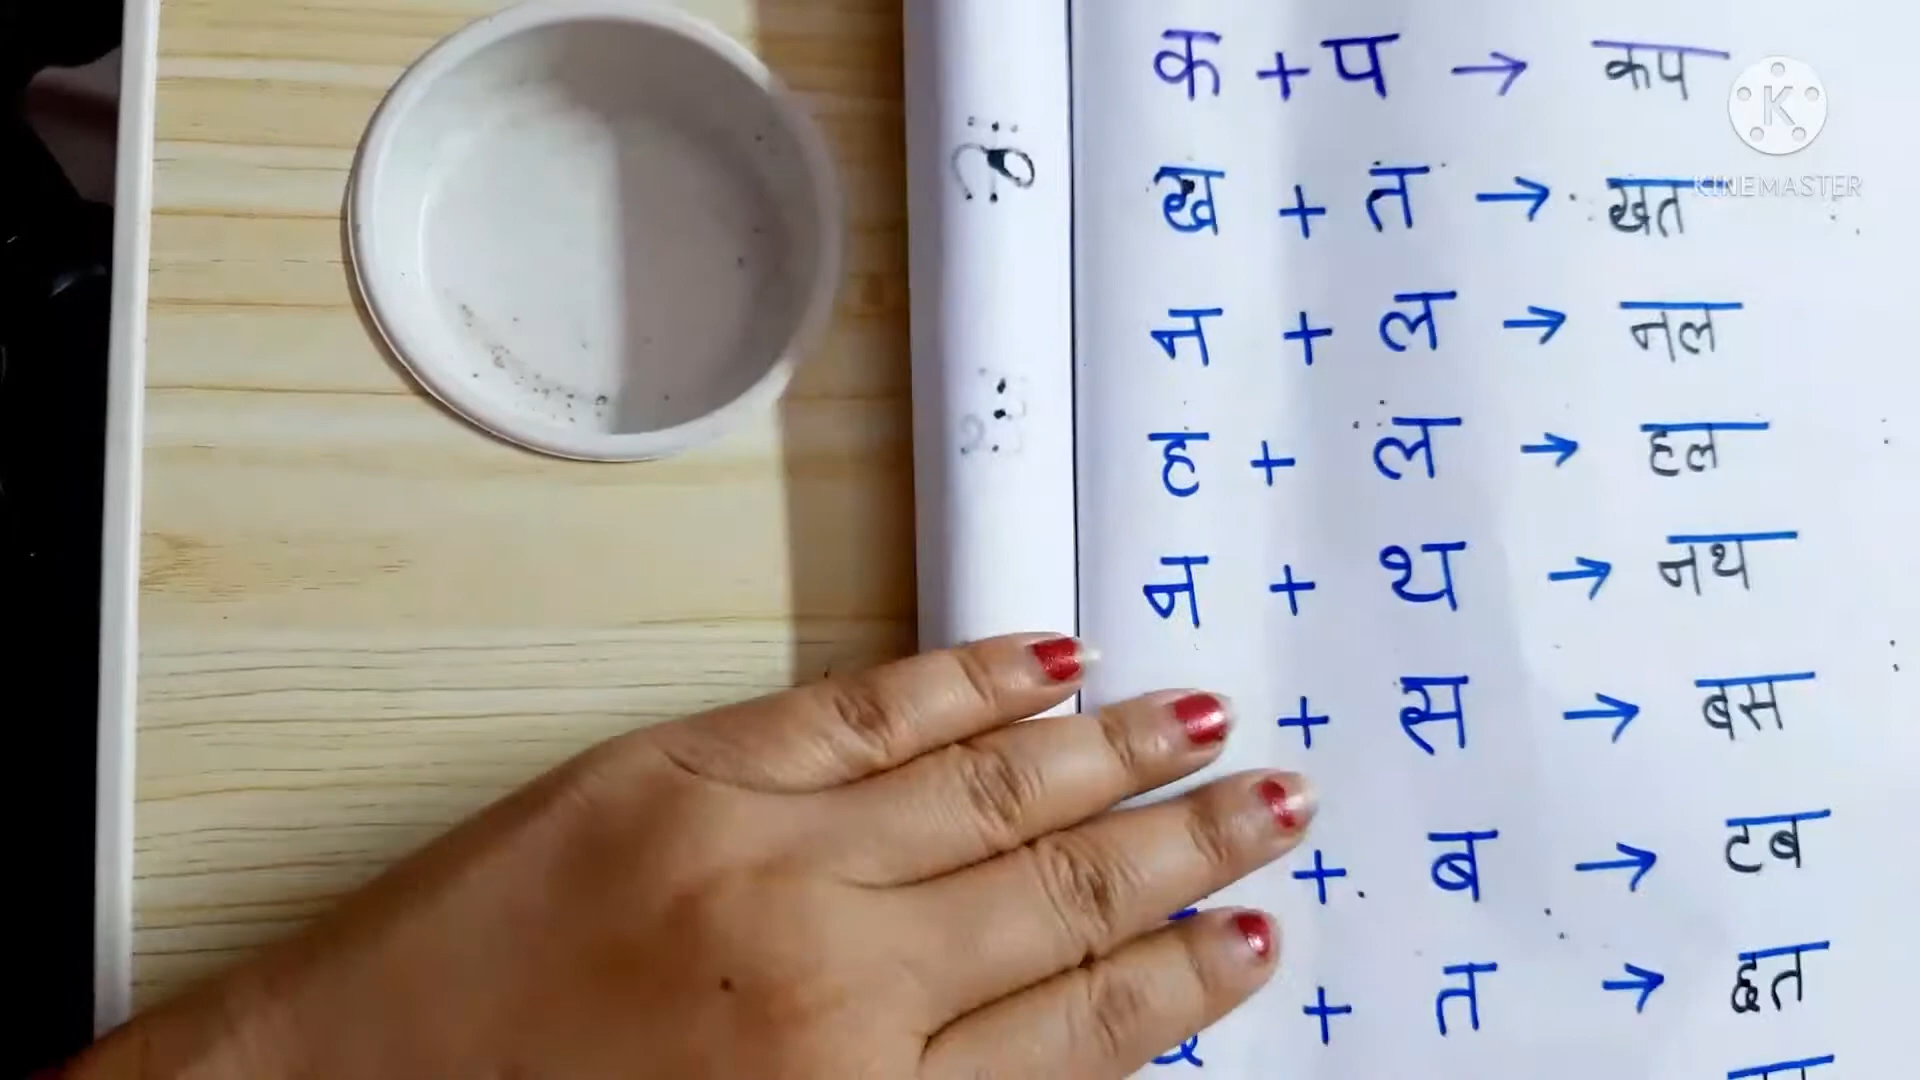 क + प → कप
K
KINEMASTER
ख + त → खत
न + ल → नल
ह + ल → हल
न + थ → नथ
+ स → बस
+ ब → टब
+ त → छत